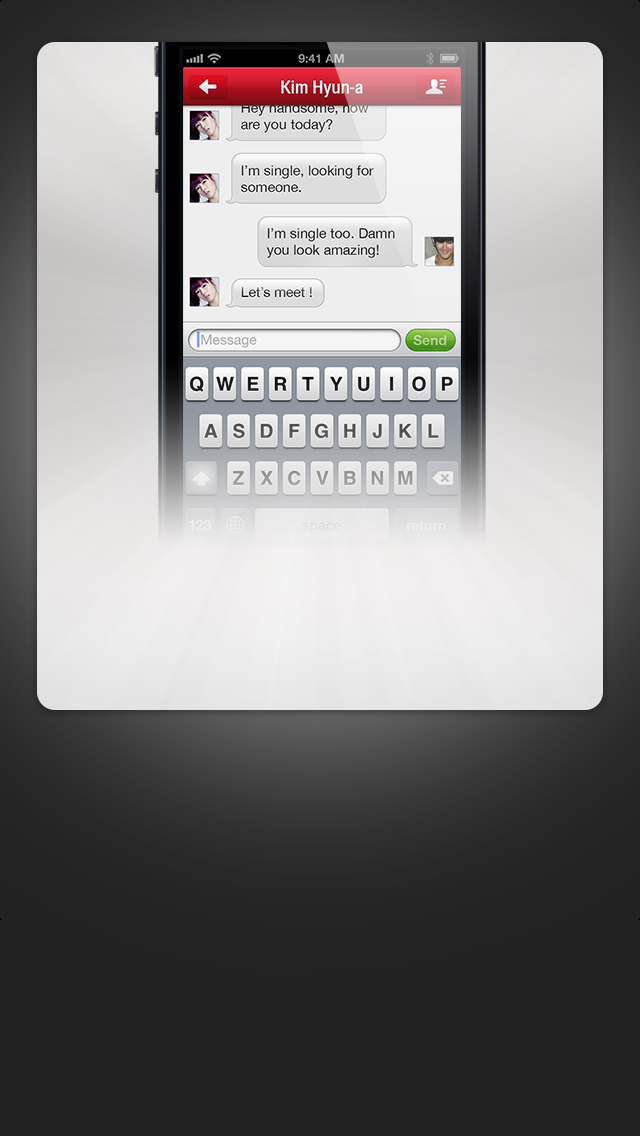 9:41 AM
Kim Hyun-a
Hey handsome, how
are you today?
I'm single, looking for
someone.
I'm single too. Damn
you look amazing!
Let's meet !
Message
Send
Q W E R T Y U I O P
A S D F G H J K L
Z X C V B N M
123
space
return